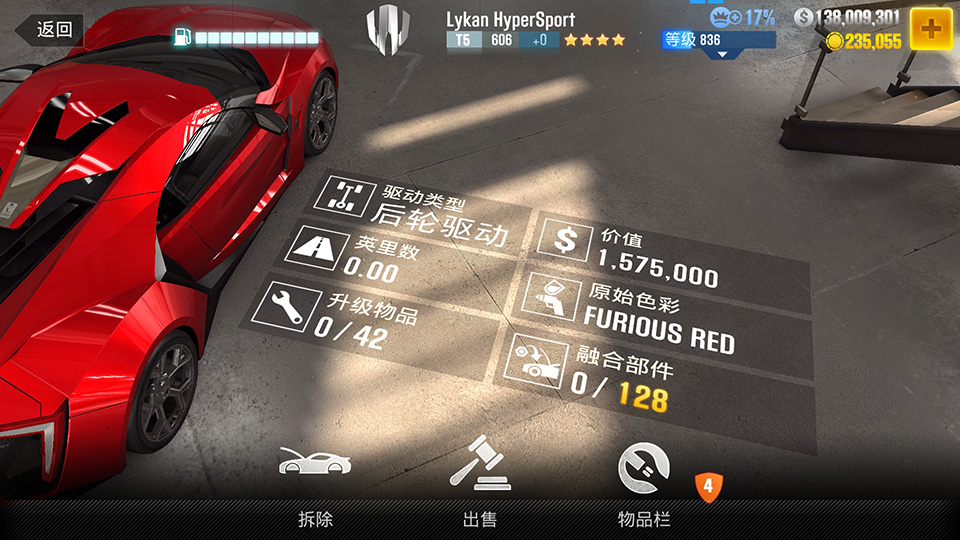 返回
Lykan HyperSport
T5 606 +0
17%
等级 836
138,009,301
235,055
驱动类型
后轮驱动
英里数
0.00
升级物品
0 / 42
价值
1,575,000
原始色彩
FURIOUS RED
融合部件
0 / 128
4
拆除
出售
物品栏